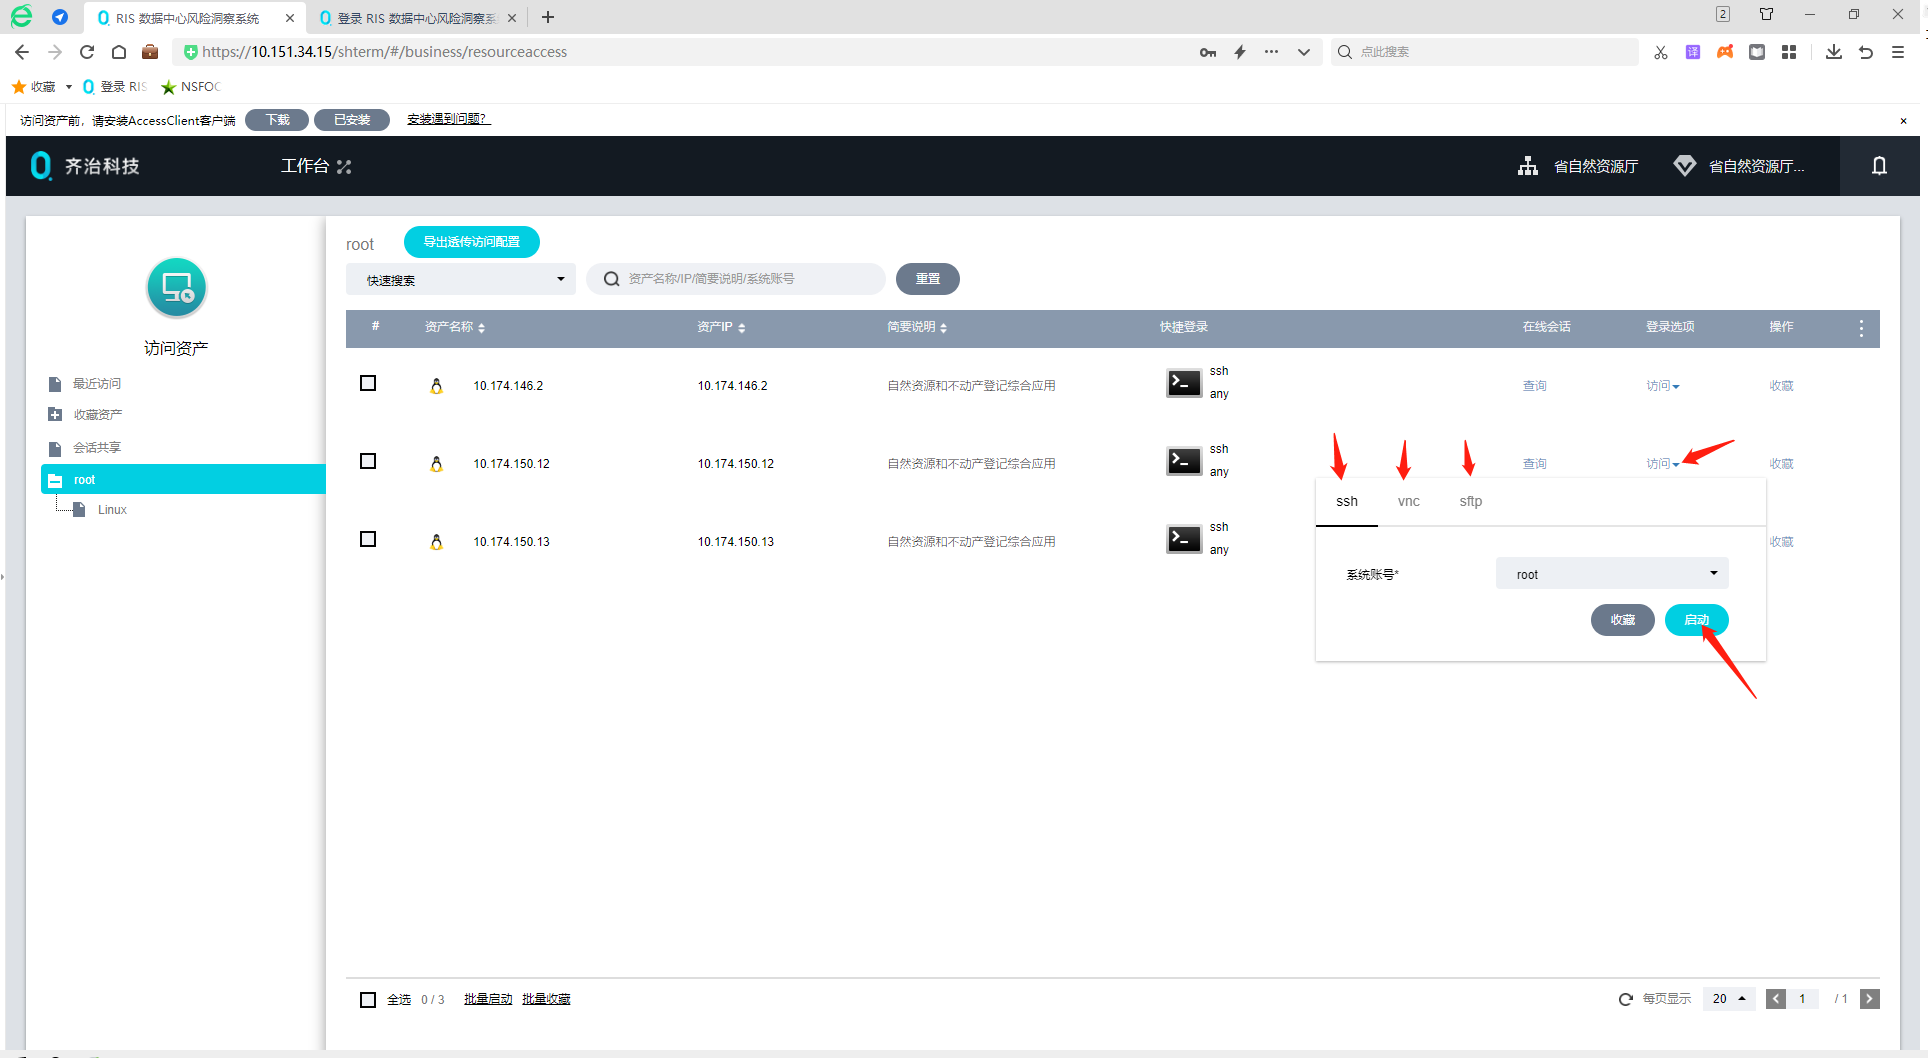 RIS 数据中心风险洞察系统
登录 RIS 数据中心风险洞察系
2
https://10.151.34.15/shterm/#/business/resourceaccess
点此搜索
译
收藏
登录 RIS
NSFOC
访问资产前，请安装AccessClient客户端
下载
已安装
安装遇到问题？
齐治科技
工作台
省自然资源厅
省自然资源厅...
访问资产
最近访问
收藏资产
会话共享
root
Linux
root
导出透传访问配置
快速搜索
资产名称/IP/简要说明/系统账号
重置
# 资产名称 资产IP 简要说明 快捷登录 在线会话 登录选项 操作
10.174.146.2 10.174.146.2 自然资源和不动产登记综合应用 ssh any 查询 访问 收藏
10.174.150.12 10.174.150.12 自然资源和不动产登记综合应用 ssh any 查询 访问 收藏
10.174.150.13 10.174.150.13 自然资源和不动产登记综合应用 ssh any 收藏
ssh vnc sftp
系统账号* root
收藏 启动
全选 0 / 3 批量启动 批量收藏
每页显示 20 1 / 1